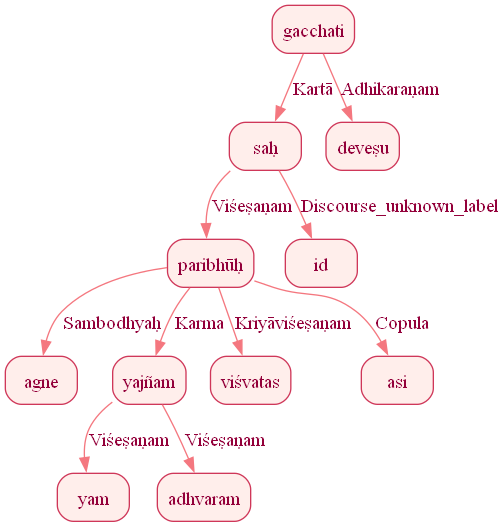 gacchati
Kartā Adhikaraṇam
saḥ deveṣu
Viśeṣaṇam Discourse_unknown_label
paribhūḥ id
Sambodhyaḥ Karma Kriyāviśeṣaṇam Copula
agne yajñam viśvatas asi
Viśeṣaṇam Viśeṣaṇam
yam adhvaram